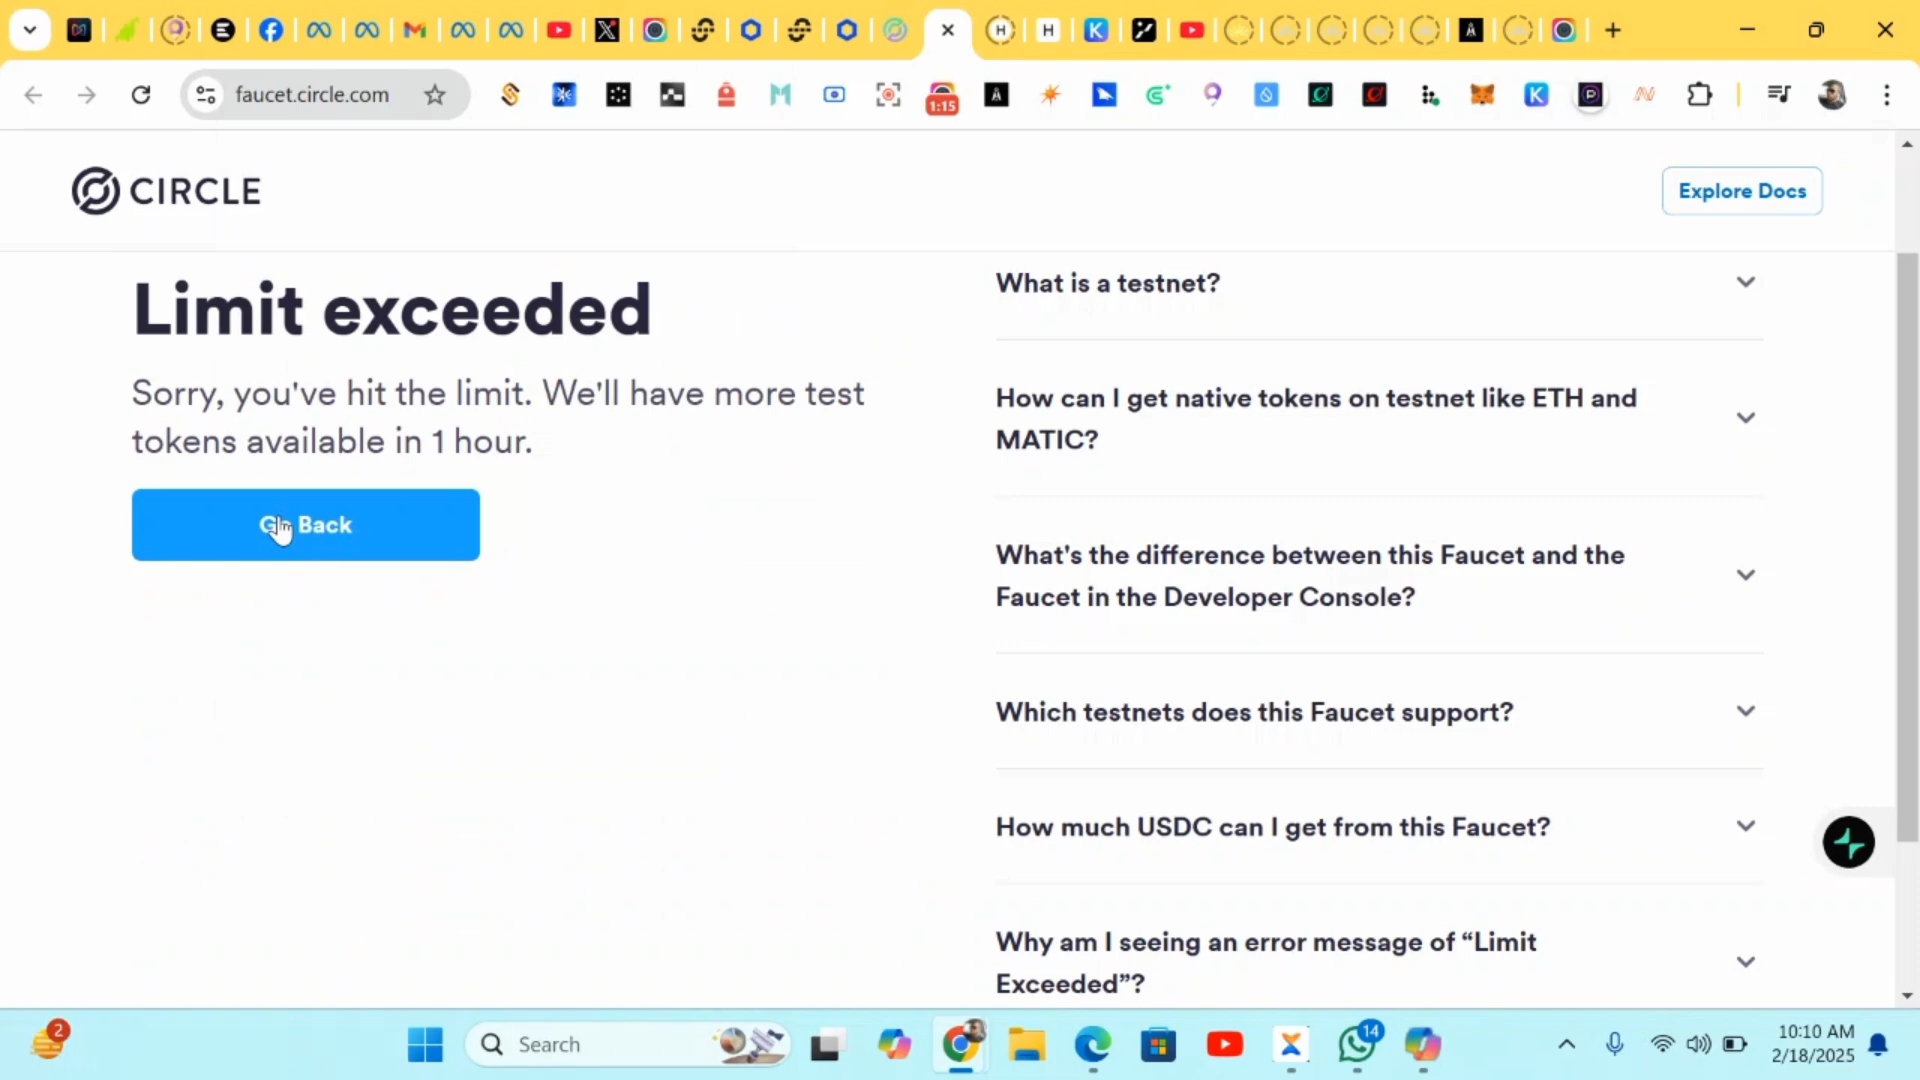 faucet.circle.com
1:15
CIRCLE
Explore Docs
Limit exceeded
Sorry, you've hit the limit. We'll have more test
tokens available in 1 hour.
Go Back
What is a testnet?
How can I get native tokens on testnet like ETH and
MATIC?
What's the difference between this Faucet and the
Faucet in the Developer Console?
Which testnets does this Faucet support?
How much USDC can I get from this Faucet?
Why am I seeing an error message of “Limit
Exceeded”?
2
Search
14
10:10 AM
2/18/2025